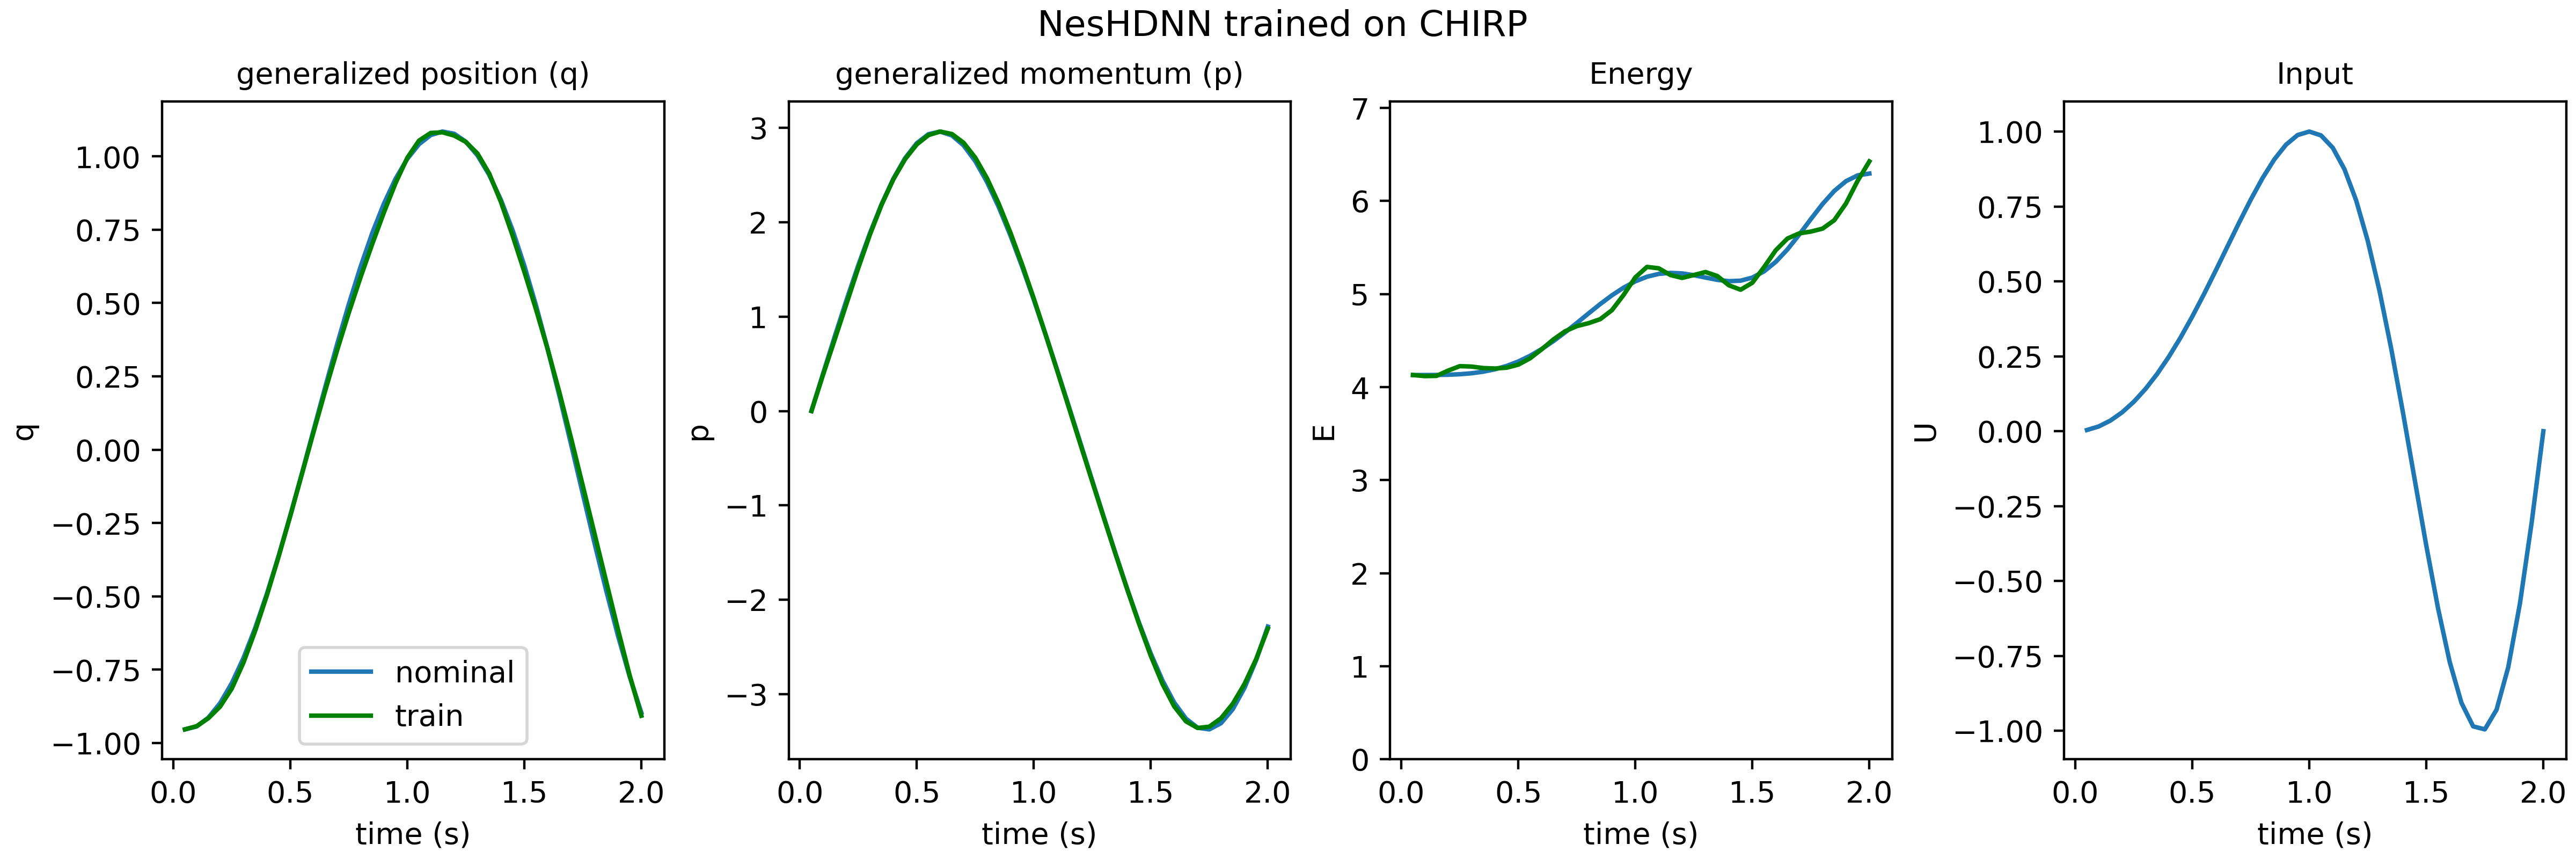 NesHDNN trained on CHIRP
generalized position (q)
1.00
0.75
0.50
0.25
0.00
−0.25
−0.50
−0.75
−1.00
q
nominal
train
0.0 0.5 1.0 1.5 2.0
time (s)
generalized momentum (p)
3
2
1
0
−1
−2
−3
p
0.0 0.5 1.0 1.5 2.0
time (s)
Energy
7
6
5
4
3
2
1
0
E
0.0 0.5 1.0 1.5 2.0
time (s)
Input
1.00
0.75
0.50
0.25
0.00
−0.25
−0.50
−0.75
−1.00
U
0.0 0.5 1.0 1.5 2.0
time (s)